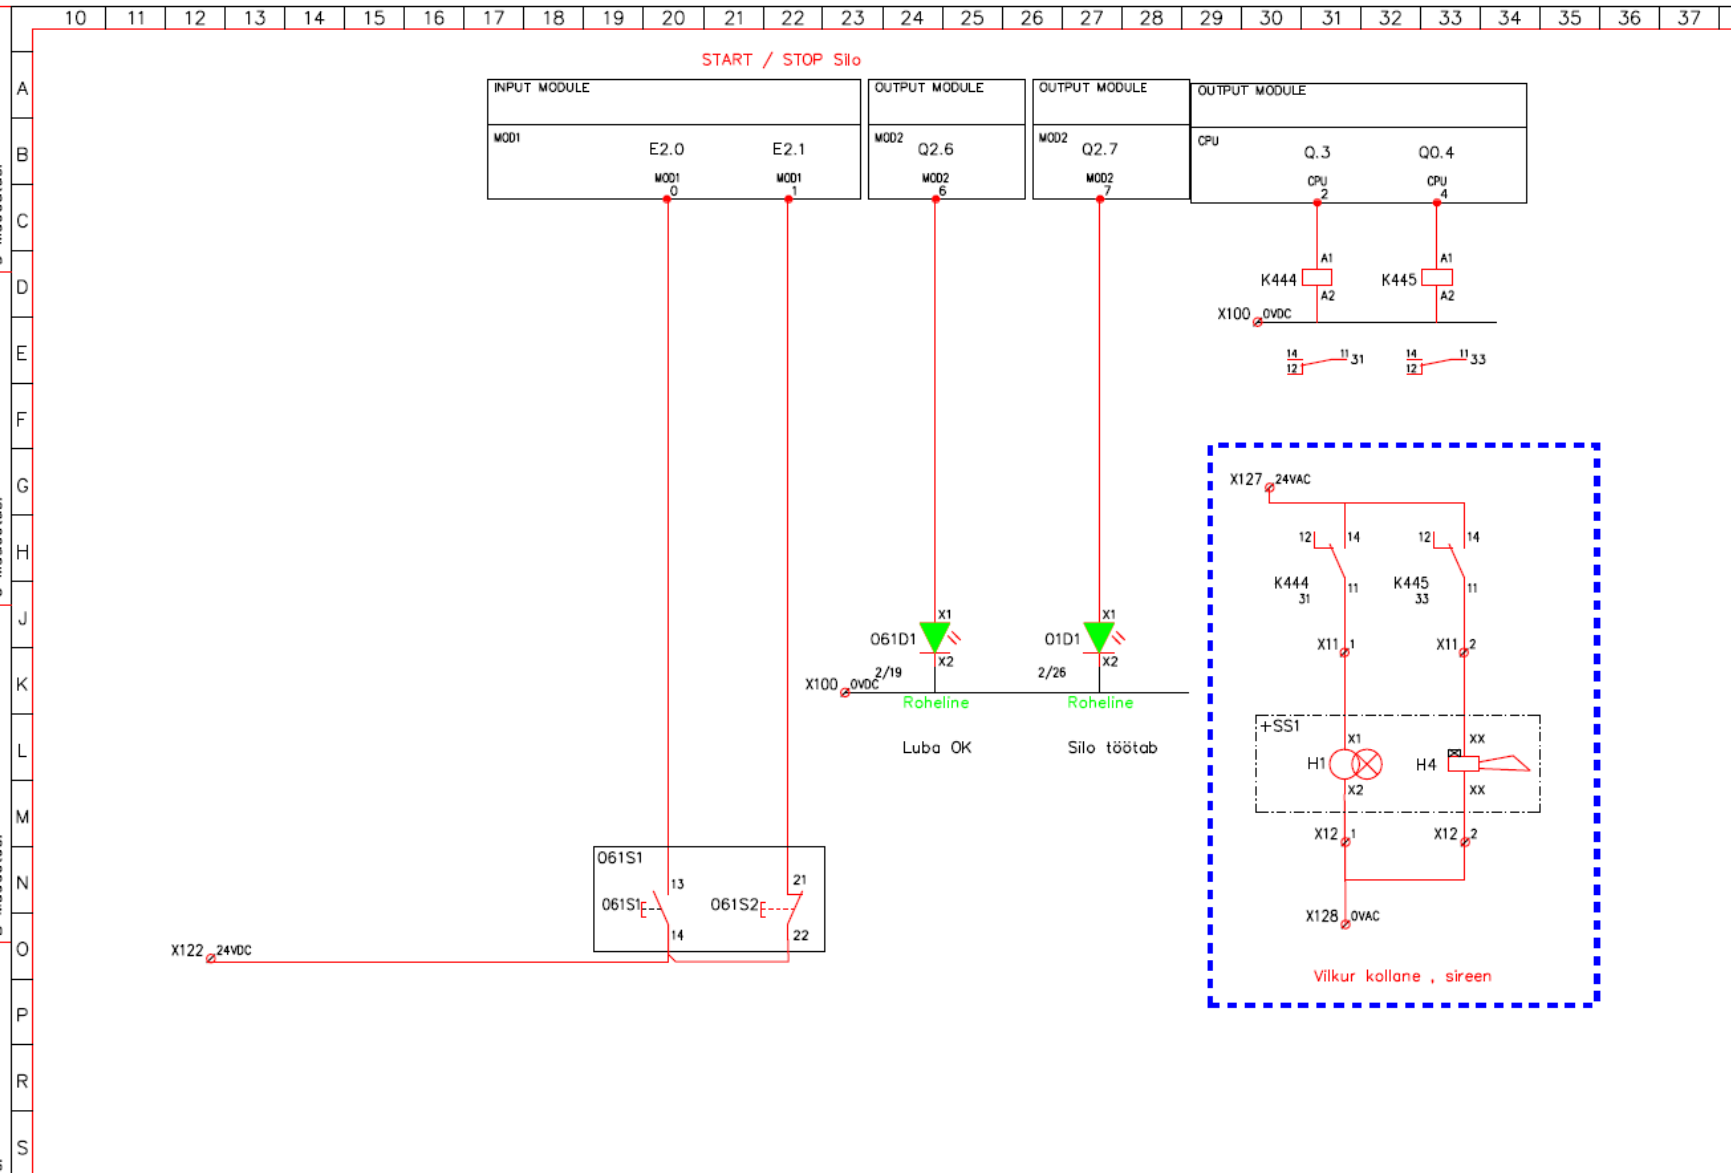 10 11 12 13 14 15 16 17 18 19 20 21 22 23 24 25 26 27 28 29 30 31 32 33 34 35 36 37
START / STOP Silo
A
INPUT MODULE
OUTPUT MODULE
OUTPUT MODULE
OUTPUT MODULE
B
MOD1
E2.0
E2.1
MOD1
0
MOD1
1
MOD2
Q2.6
MOD2
6
MOD2
Q2.7
MOD2
7
CPU
Q.3
Q0.4
CPU
2
CPU
4
C
D
K444
A1
A2
K445
A1
A2
X100 0VDC
E
14
12
11 31
14
12
11 33
F
G
X127 24VAC
H
12
14
12
14
K444
31
11
K445
33
11
J
061D1
X1
X2
2/19
01D1
X1
X2
2/26
X11 1
X11 2
K
X100 0VDC
Roheline
Roheline
L
Luba OK
Silo töötab
+SS1
H1
X1
X2
H4
XX
XX
M
X12 1
X12 2
N
061S1
061S1
13
14
061S2
21
22
X128 0VAC
O
X122 24VDC
Vilkur kollane , sireen
P
R
S